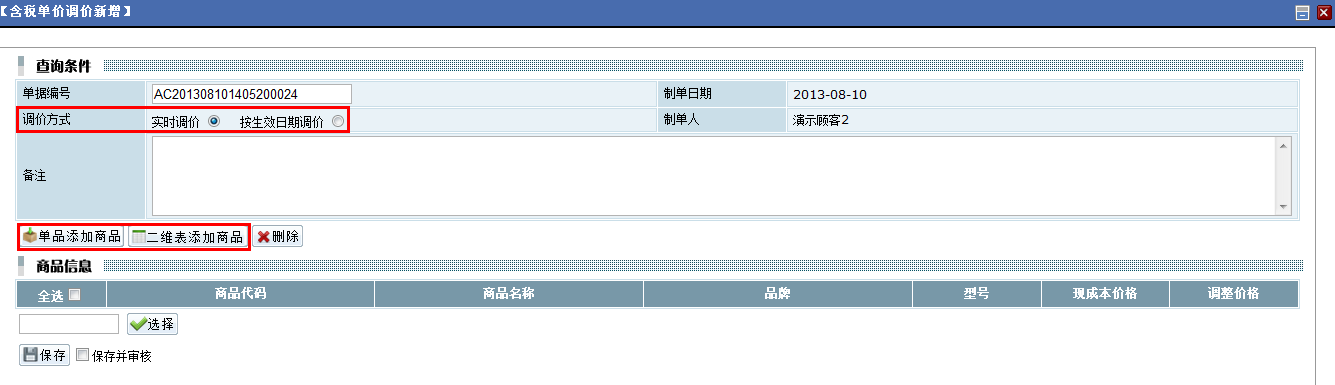 【含税单价调价新增】
查询条件
单据编号 AC201308101405200024 制单日期 2013-08-10
调价方式 实时调价 按生效日期调价 制单人 演示顾客2
备注
单品添加商品 二维表添加商品 删除
商品信息
全选 商品代码 商品名称 品牌 型号 现成本价格 调整价格
选择
保存 保存并审核